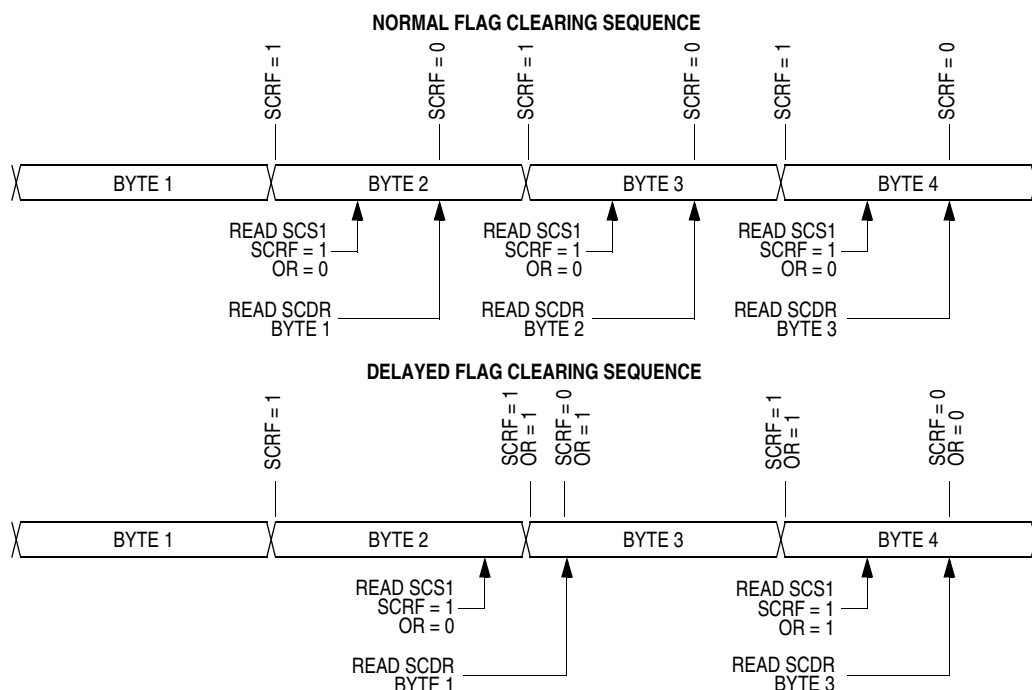 NORMAL FLAG CLEARING SEQUENCE
SCRF = 1
SCRF = 0
SCRF = 1
SCRF = 0
SCRF = 1
SCRF = 0
BYTE 1
BYTE 2
BYTE 3
BYTE 4
READ SCS1
SCRF = 1
OR = 0
READ SCS1
SCRF = 1
OR = 0
READ SCS1
SCRF = 1
OR = 0
READ SCDR
BYTE 1
READ SCDR
BYTE 2
READ SCDR
BYTE 3
DELAYED FLAG CLEARING SEQUENCE
SCRF = 1
SCRF = 1
OR = 1
SCRF = 0
OR = 1
SCRF = 1
OR = 1
SCRF = 0
OR = 0
BYTE 1
BYTE 2
BYTE 3
BYTE 4
READ SCS1
SCRF = 1
OR = 0
READ SCS1
SCRF = 1
OR = 1
READ SCDR
BYTE 1
READ SCDR
BYTE 3